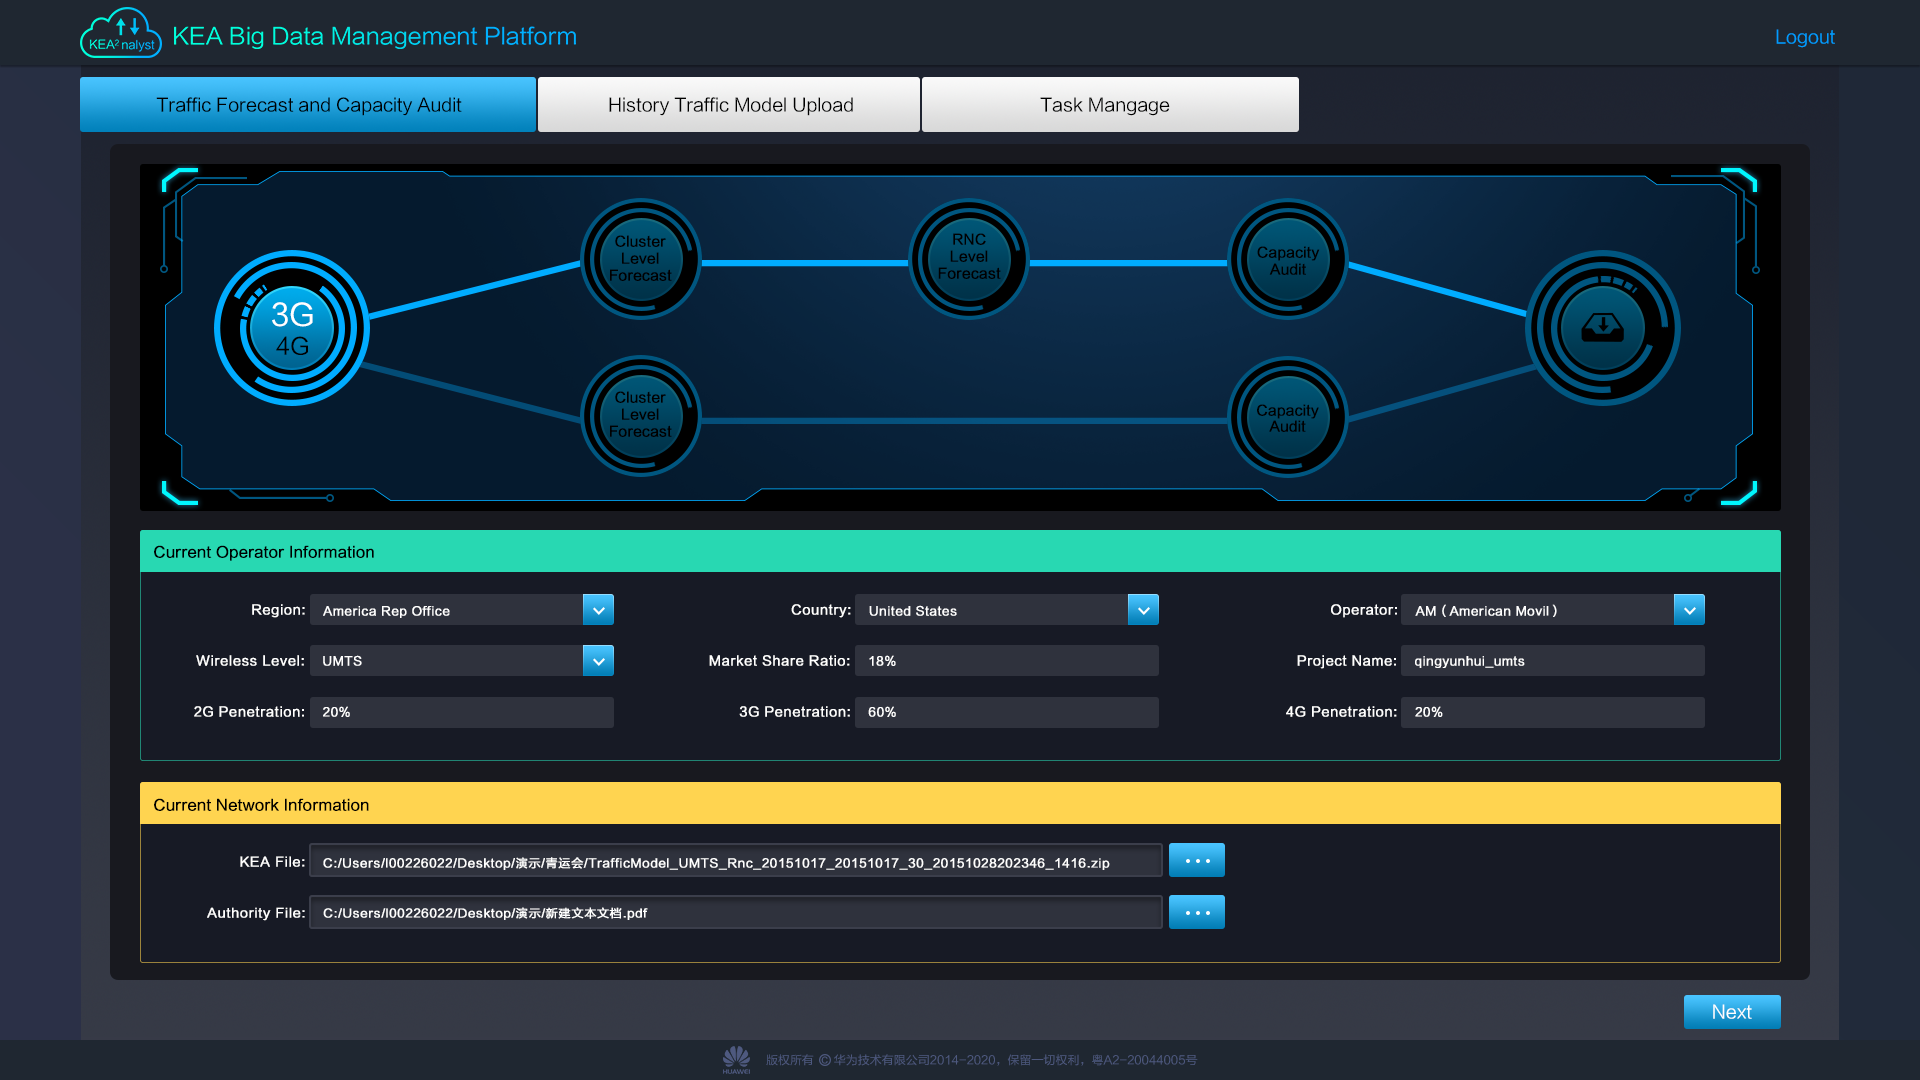 KEA²nalyst
KEA Big Data Management Platform
Logout
Traffic Forecast and Capacity Audit
History Traffic Model Upload
Task Mangage
3G
4G
Cluster
Level
Forecast
RNC
Level
Forecast
Capacity
Audit
Cluster
Level
Forecast
Capacity
Audit
Current Operator Information
Region: America Rep Office
Country: United States
Operator: AM ( American Movil )
Wireless Level: UMTS
Market Share Ratio: 18%
Project Name: qingyunhui_umts
2G Penetration: 20%
3G Penetration: 60%
4G Penetration: 20%
Current Network Information
KEA File: C:/Users/l00226022/Desktop/演示/青运会/TrafficModel_UMTS_Rnc_20151017_20151017_30_20151028202346_1416.zip
Authority File: C:/Users/l00226022/Desktop/演示/新建文本文档.pdf
Next
HUAWEI
版权所有 © 华为技术有限公司2014-2020，保留一切权利，粤A2-20044005号